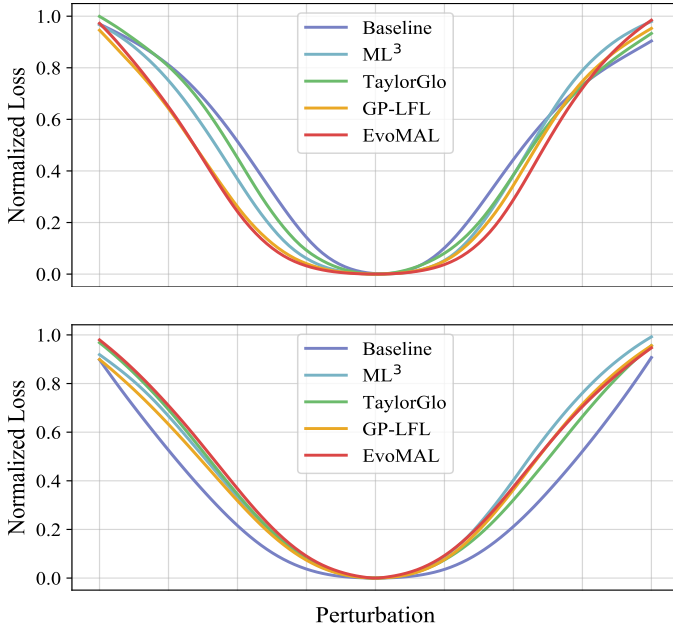 1.0
0.8
0.6
0.4
0.2
0.0
Normalized Loss
Baseline
ML³
TaylorGlo
GP-LFL
EvoMAL
1.0
0.8
0.6
0.4
0.2
0.0
Normalized Loss
Baseline
ML³
TaylorGlo
GP-LFL
EvoMAL
Perturbation